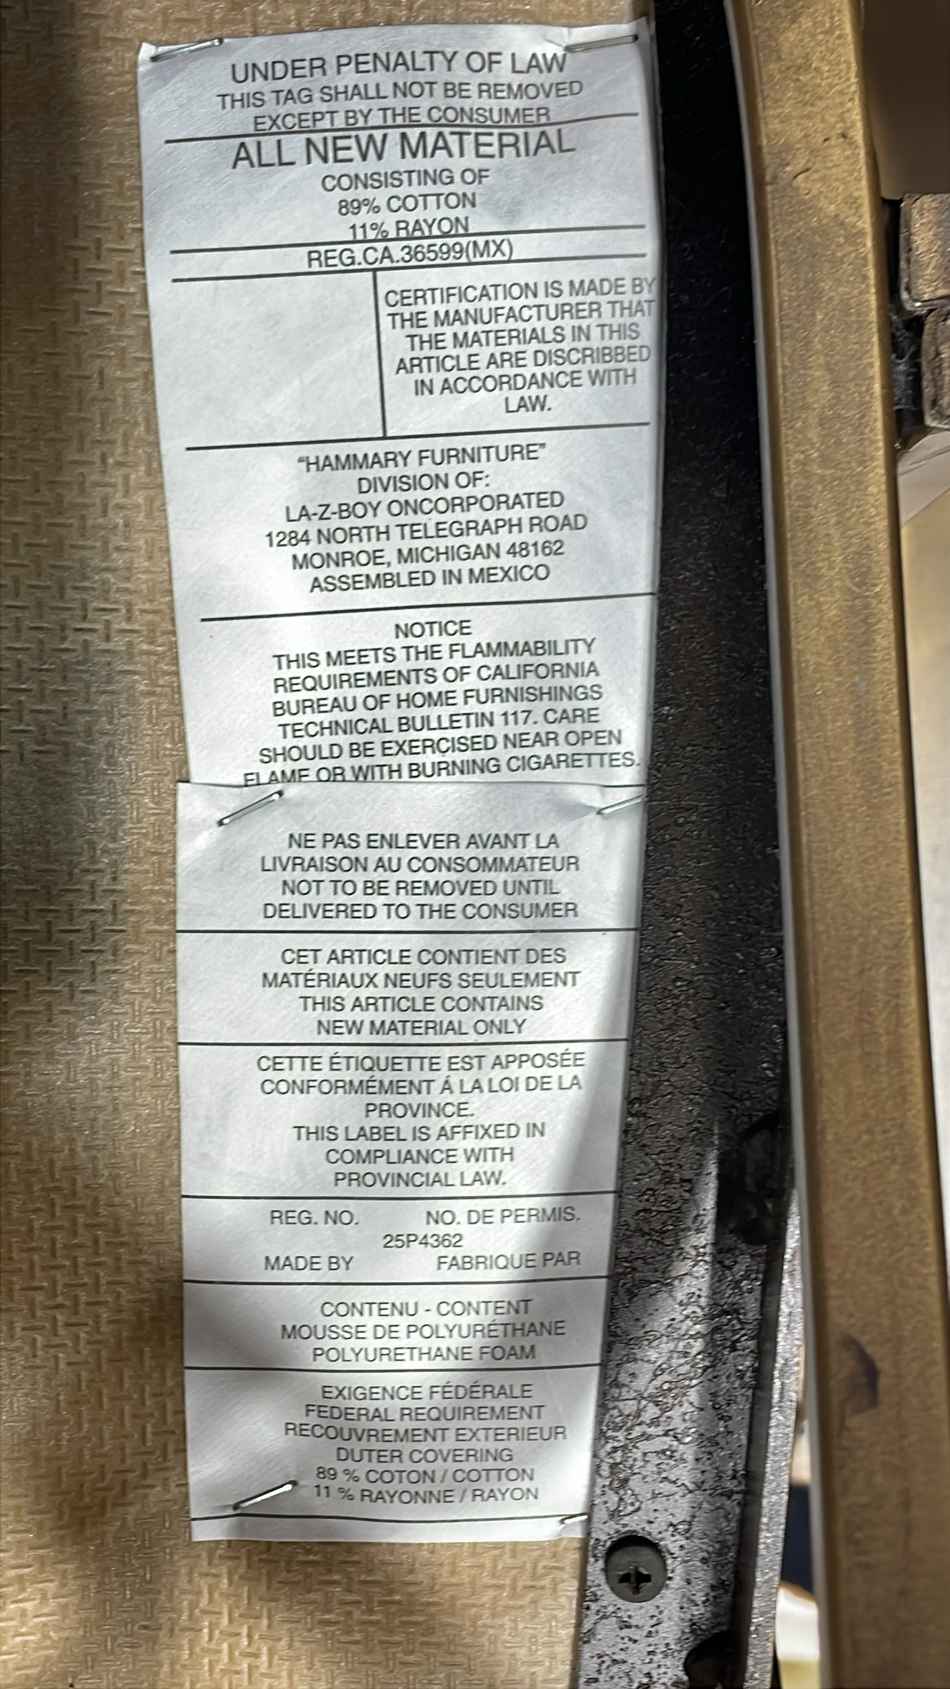 UNDER PENALTY OF LAW
THIS TAG SHALL NOT BE REMOVED
EXCEPT BY THE CONSUMER
ALL NEW MATERIAL
CONSISTING OF
89% COTTON
11% RAYON
REG.CA.36599(MX)
CERTIFICATION IS MADE BY
THE MANUFACTURER THAT
THE MATERIALS IN THIS
ARTICLE ARE DISCRIBBED
IN ACCORDANCE WITH
LAW.
“HAMMARY FURNITURE”
DIVISION OF:
LA-Z-BOY ONCORPORATED
1284 NORTH TELEGRAPH ROAD
MONROE, MICHIGAN 48162
ASSEMBLED IN MEXICO
NOTICE
THIS MEETS THE FLAMMABILITY
REQUIREMENTS OF CALIFORNIA
BUREAU OF HOME FURNISHINGS
TECHNICAL BULLETIN 117. CARE
SHOULD BE EXERCISED NEAR OPEN
FLAME OR WITH BURNING CIGARETTES.
NE PAS ENLEVER AVANT LA
LIVRAISON AU CONSOMMATEUR
NOT TO BE REMOVED UNTIL
DELIVERED TO THE CONSUMER
CET ARTICLE CONTIENT DES
MATÉRIAUX NEUFS SEULEMENT
THIS ARTICLE CONTAINS
NEW MATERIAL ONLY
CETTE ÉTIQUETTE EST APPOSÉE
CONFORMÉMENT Á LA LOI DE LA
PROVINCE.
THIS LABEL IS AFFIXED IN
COMPLIANCE WITH
PROVINCIAL LAW.
REG. NO. NO. DE PERMIS.
25P4362
MADE BY FABRIQUE PAR
CONTENU - CONTENT
MOUSSE DE POLYURÉTHANE
POLYURETHANE FOAM
EXIGENCE FÉDÉRALE
FEDERAL REQUIREMENT
RECOUVREMENT EXTERIEUR
DUTER COVERING
89 % COTON / COTTON
11 % RAYONNE / RAYON